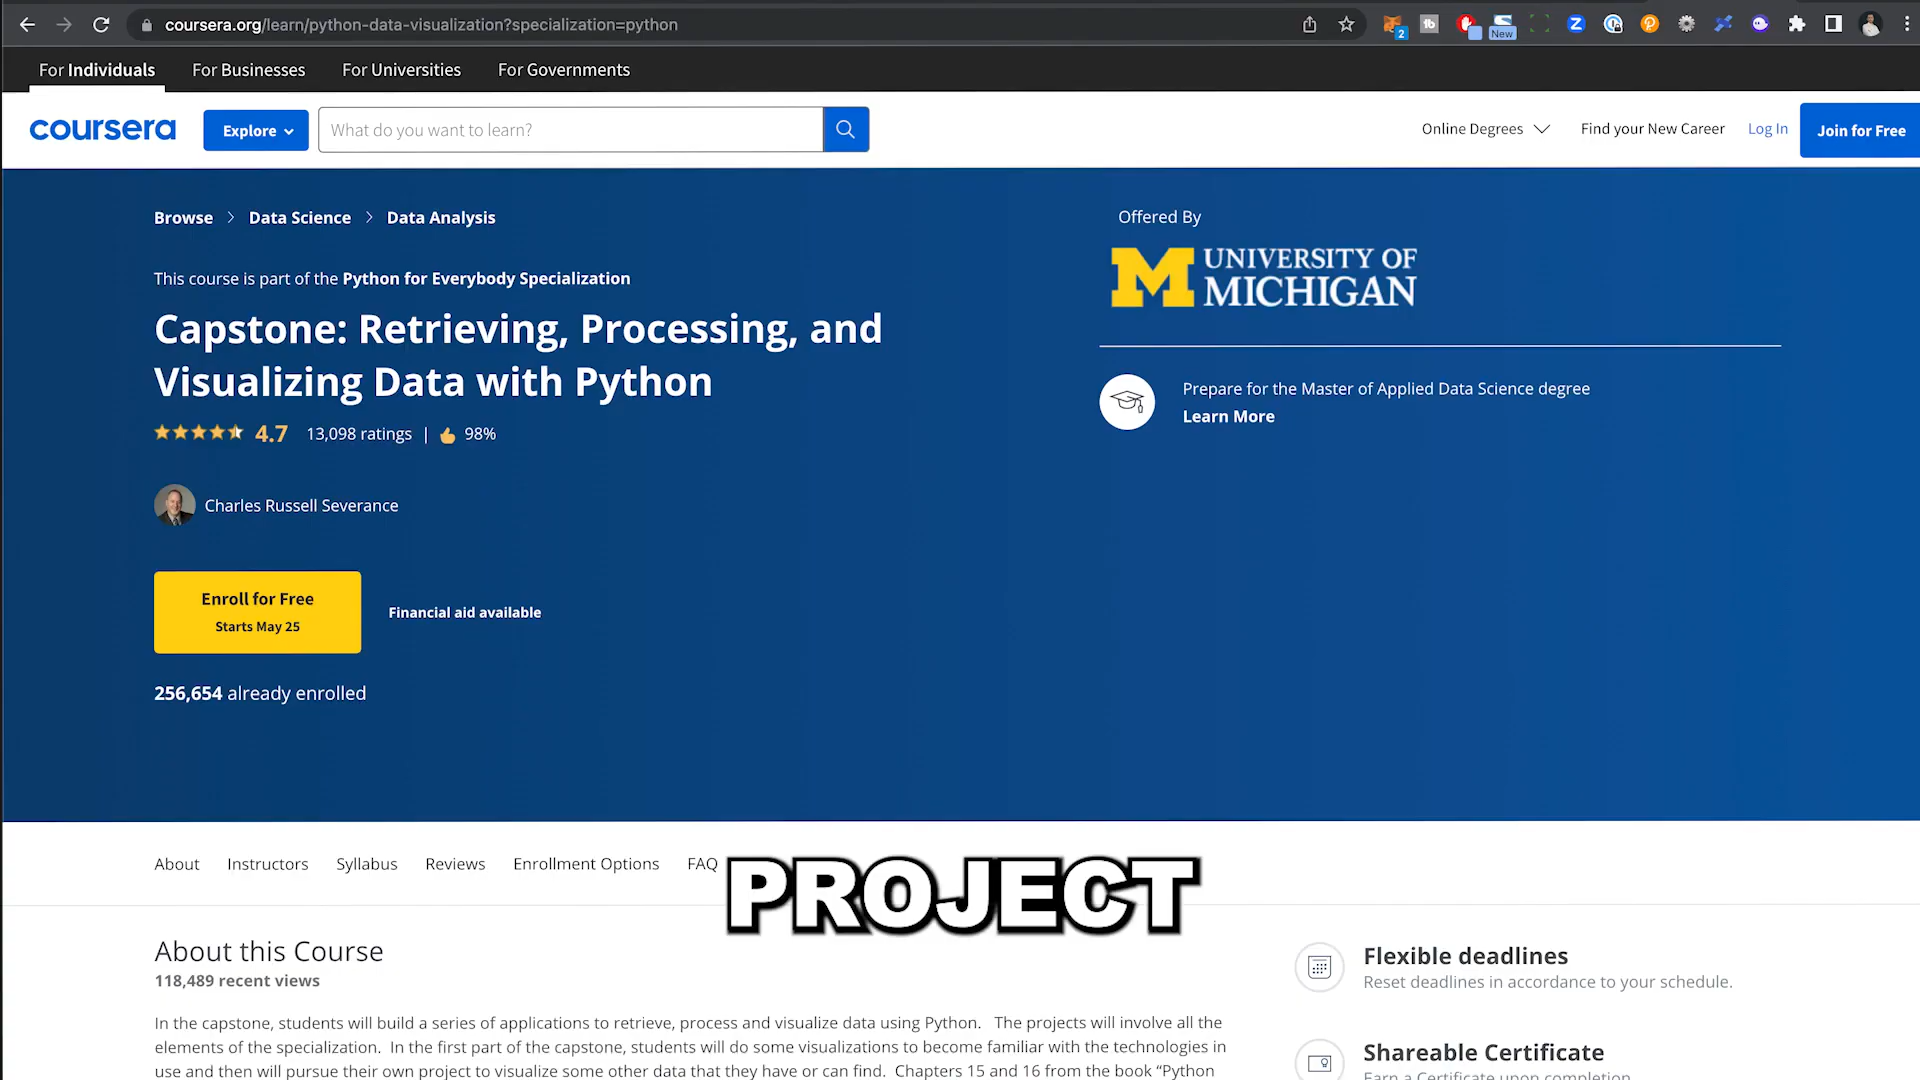 coursera.org/learn/python-data-visualization?specialization=python
2
New
For Individuals
For Businesses
For Universities
For Governments
coursera
Explore
What do you want to learn?
Online Degrees
Find your New Career
Log In
Join for Free
Browse
Data Science
Data Analysis
Offered By
M UNIVERSITY OF
MICHIGAN
This course is part of the Python for Everybody Specialization
Capstone: Retrieving, Processing, and
Visualizing Data with Python
4.7 13,098 ratings | 98%
Prepare for the Master of Applied Data Science degree
Learn More
Charles Russell Severance
Enroll for Free
Starts May 25
Financial aid available
256,654 already enrolled
About
Instructors
Syllabus
Reviews
Enrollment Options
FAQ
PROJECT
About this Course
118,489 recent views
In the capstone, students will build a series of applications to retrieve, process and visualize data using Python. The projects will involve all the
elements of the specialization. In the first part of the capstone, students will do some visualizations to become familiar with the technologies in
use and then will pursue their own project to visualize some other data that they have or can find. Chapters 15 and 16 from the book “Python
Flexible deadlines
Reset deadlines in accordance to your schedule.
Shareable Certificate
Earn a Certificate upon completion